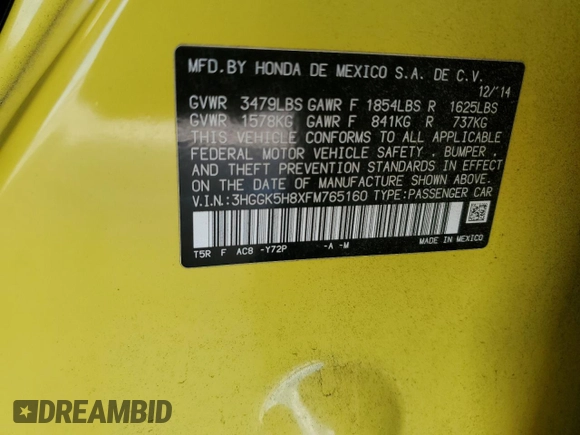 MFD.BY HONDA DE MEXICO S.A. DE C.V.
12/'14
GVWR 3479LBS GAWR F 1854LBS R 1625LBS
GVWR 1578KG GAWR F 841KG R 737KG
THIS VEHICLE CONFORMS TO ALL APPLICABLE
FEDERAL MOTOR VEHICLE SAFETY . BUMPER .
AND THEFT PREVENTION STANDARDS IN EFFECT
ON THE DATE OF MANUFACTURE SHOWN ABOVE.
V.I.N.:3HGGK5H8XFM765160 TYPE:PASSENGER CAR
T5R F AC8 -Y72P -A -M MADE IN MEXICO
DREAMBID